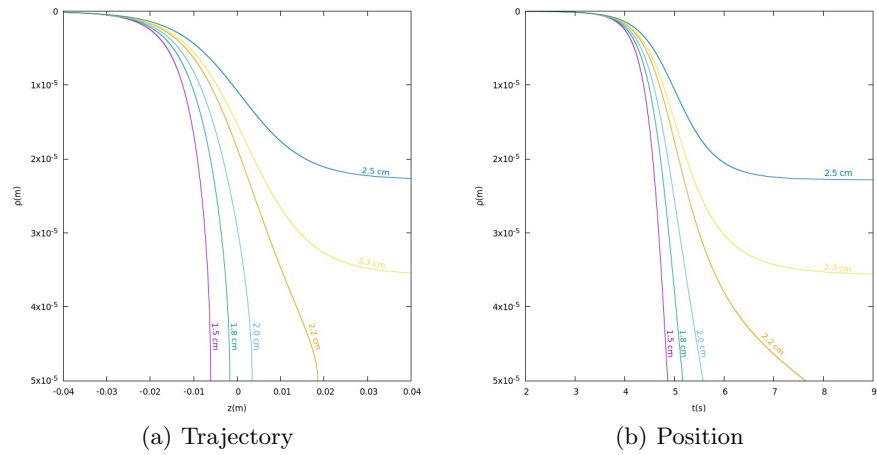 0
1x10-5
2x10-5
3x10-5
4x10-5
5x10-5
ρ(m)
-0.04
-0.03
-0.02
-0.01
0
0.01
0.02
0.03
0.04
z(m)
2.5 cm
2.3 cm
2.2 cm
2.0 cm
1.8 cm
1.5 cm
(a) Trajectory
0
1x10-5
2x10-5
3x10-5
4x10-5
5x10-5
ρ(m)
2
3
4
5
6
7
8
9
t(s)
2.5 cm
2.3 cm
2.2 cm
2.0 cm
1.8 cm
1.5 cm
(b) Position